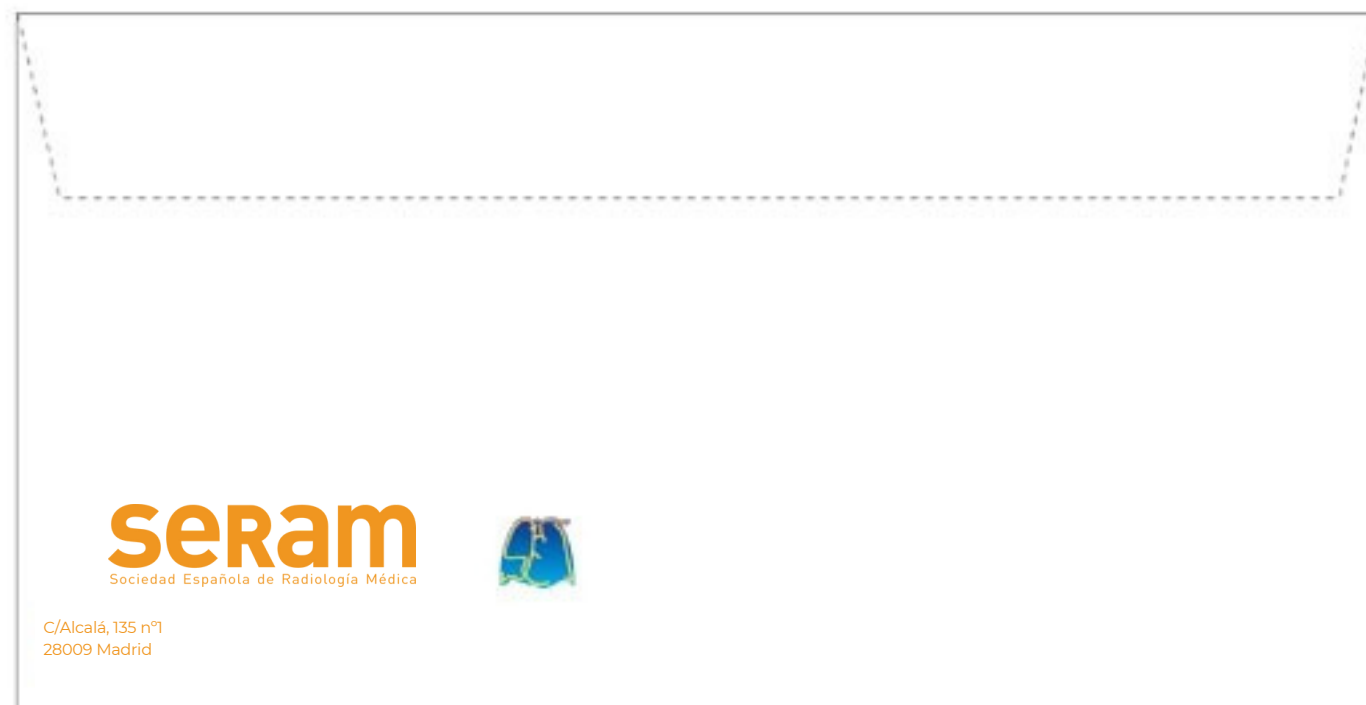 seRam
Sociedad Española de Radiología Médica
C/Alcalá, 135 nº1
28009 Madrid